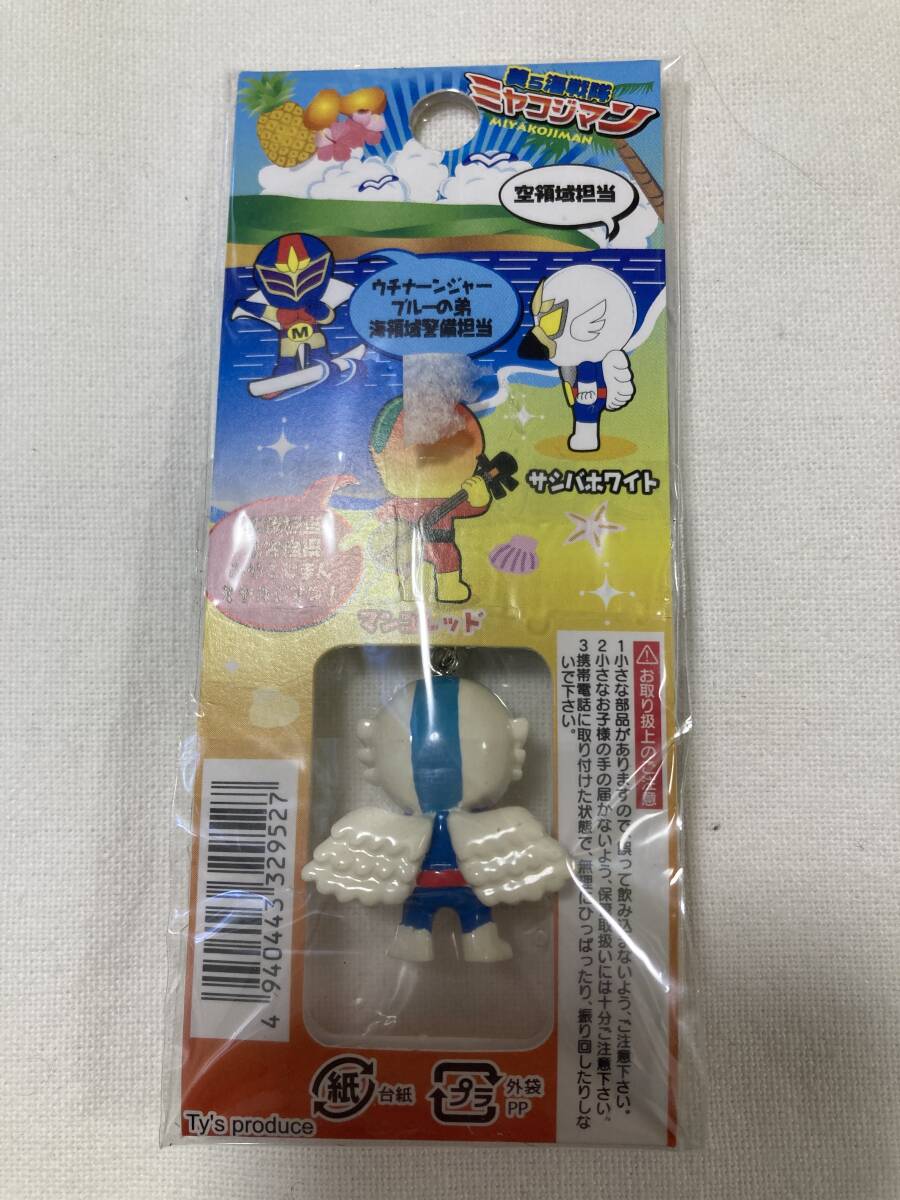 美ら海戦隊
ミヤコジマン
MIYAKOJIMAN
空領域担当
ウチナーンジャー
ブルーの弟
海領域警備担当
M
サシバホワイト
⚠お取り扱上のご注意
1小さな部品がありますので、誤って飲み込まないよう、ご注意下さい。
2小さなお子様の手の届かないよう、保管取扱いには十分ご注意下さい。
3携帯電話に取り付けた状態で、無理にひっぱったり、振り回したりしな
いで下さい。
4 940443 329527
紙
台紙
プラ
外袋
PP
Ty's produce